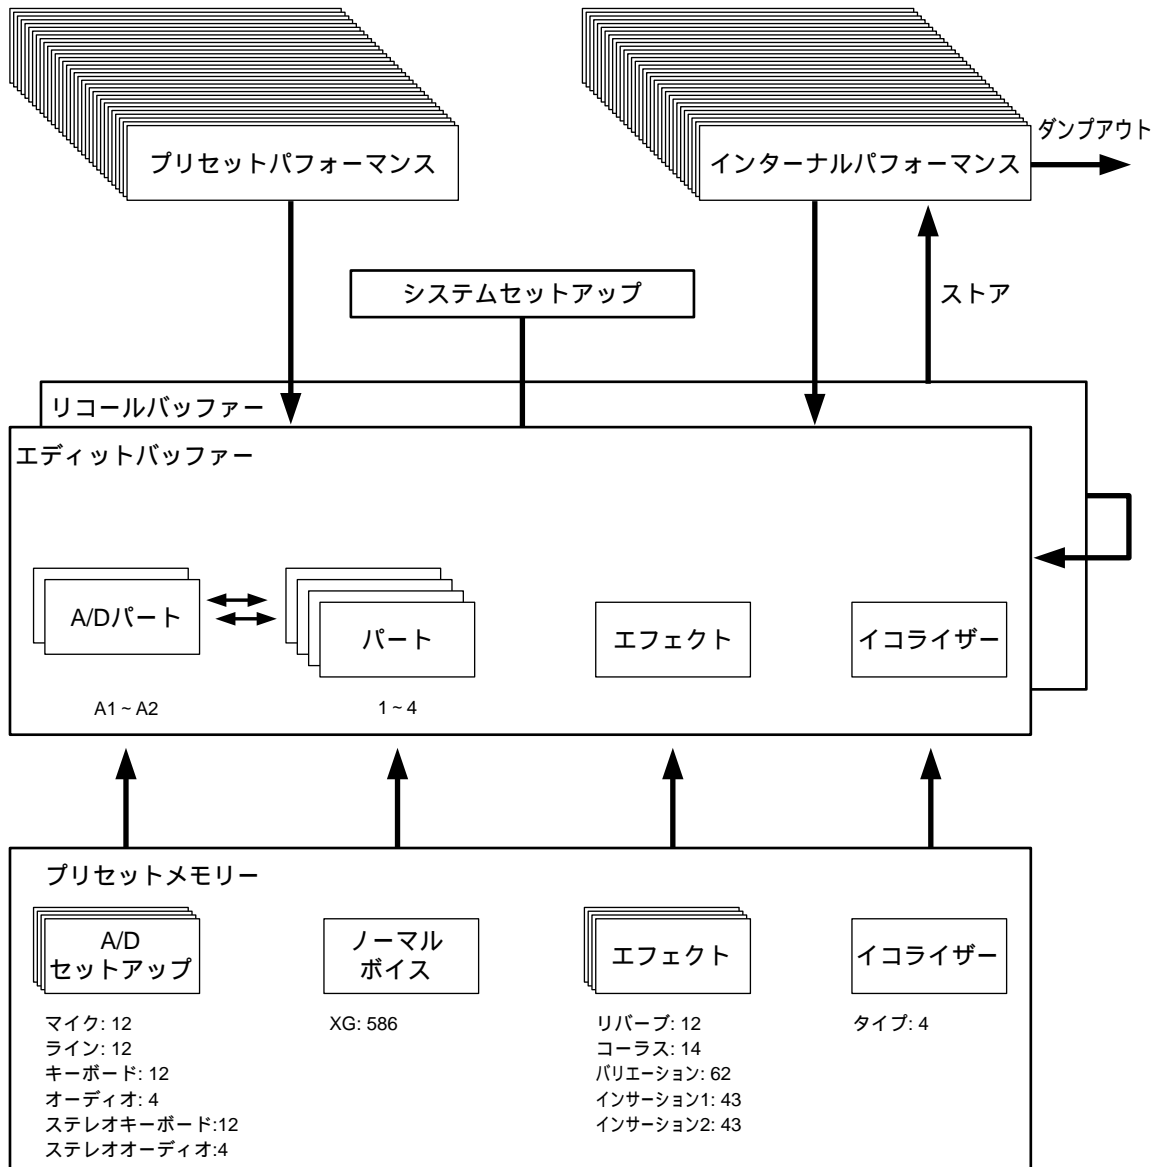 プリセットパフォーマンス
インターナルパフォーマンス
ダンプアウト
システムセットアップ
ストア
リコールバッファー
エディットバッファー
A/Dパート
パート
エフェクト
イコライザー
A1 ~ A2
1 ~ 4
プリセットメモリー
A/D
セットアップ
ノーマル
ボイス
エフェクト
イコライザー
マイク: 12
ライン: 12
キーボード: 12
オーディオ: 4
ステレオキーボード:12
ステレオオーディオ:4
XG: 586
リバーブ: 12
コーラス: 14
バリエーション: 62
インサーション1: 43
インサーション2: 43
タイプ: 4